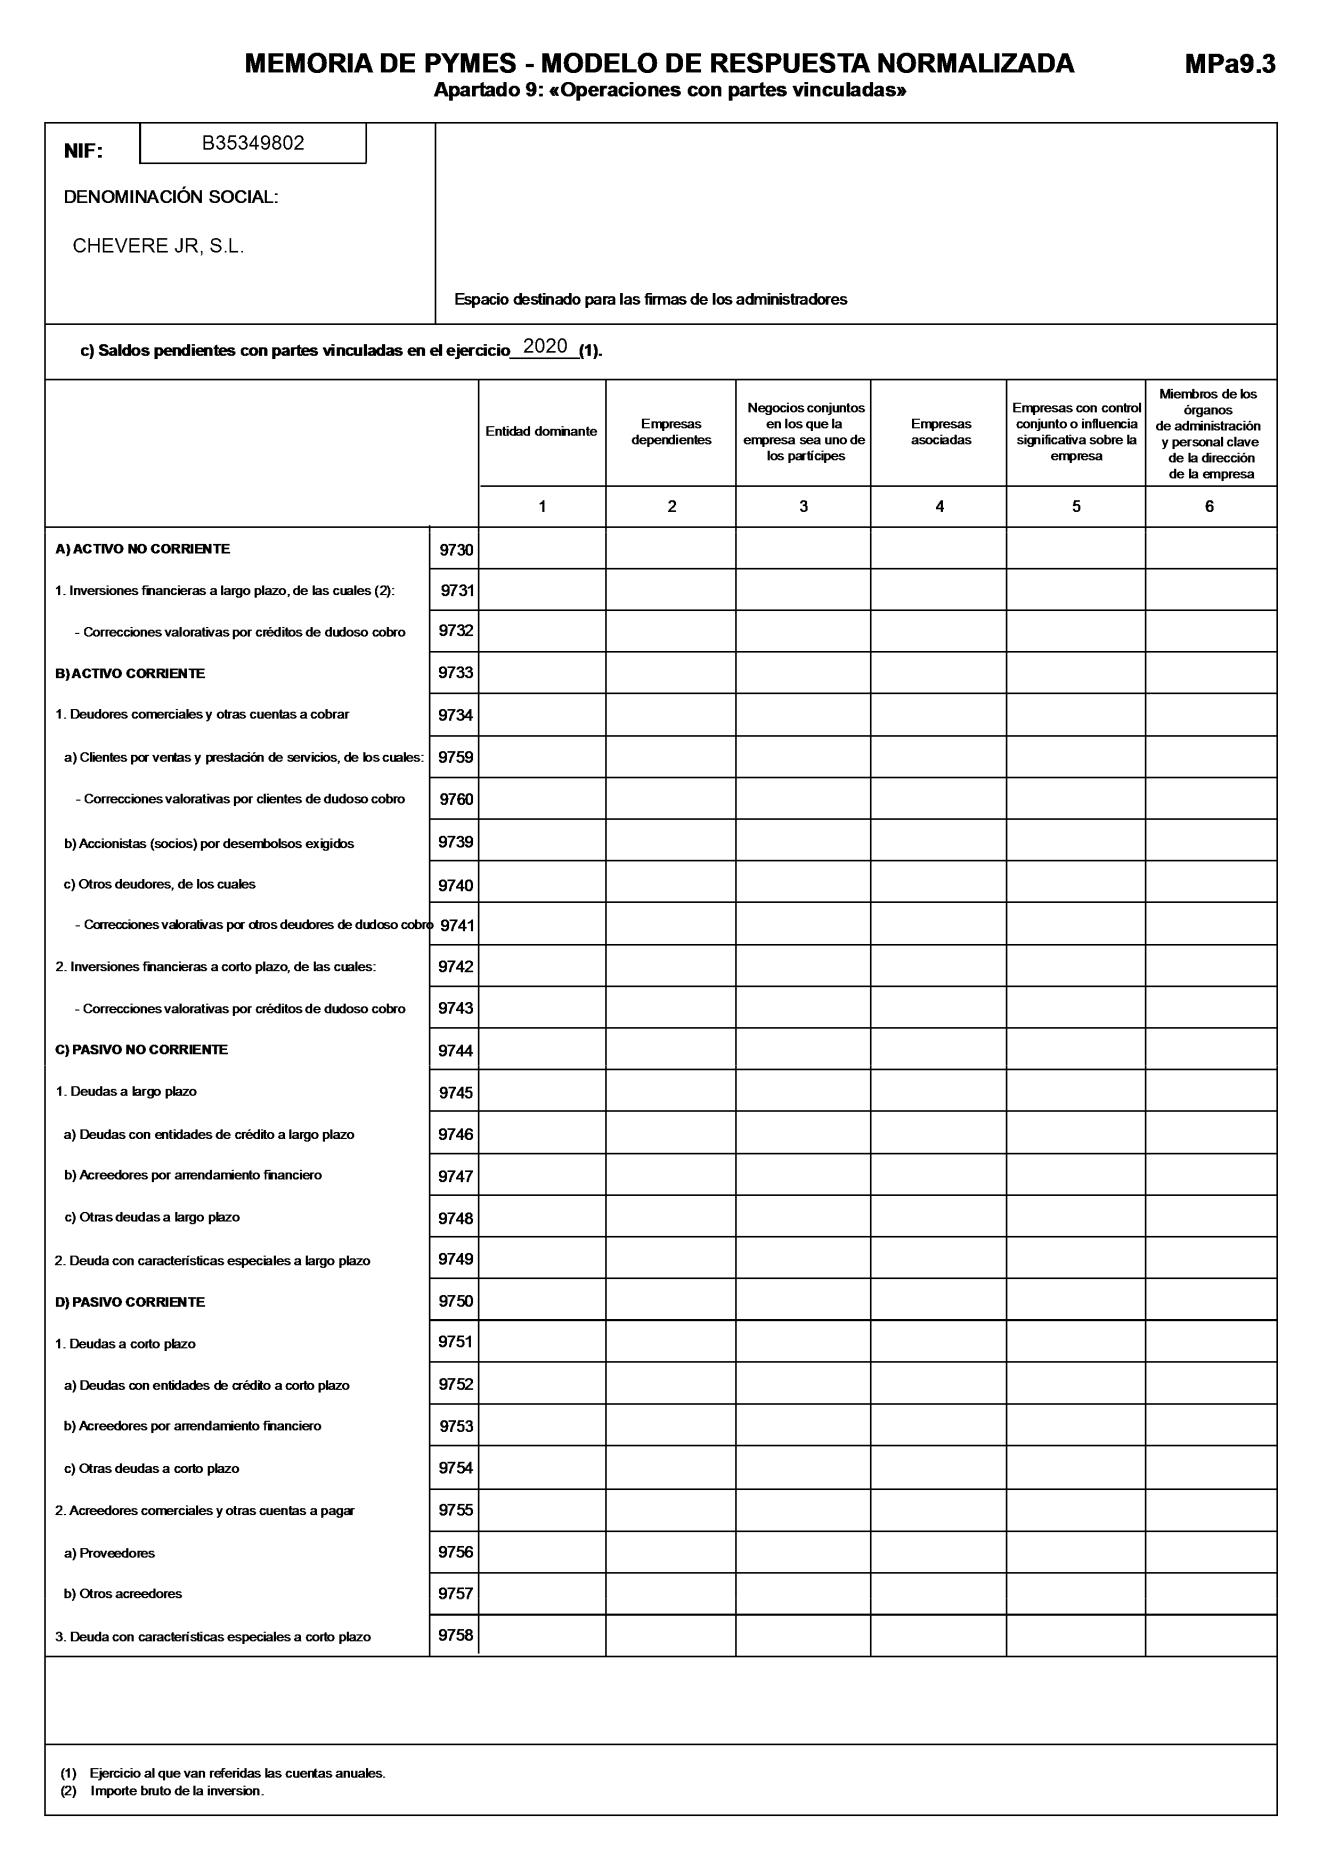 MEMORIA DE PYMES - MODELO DE RESPUESTA NORMALIZADA MPa9.3
Apartado 9: «Operaciones con partes vinculadas»
NIF: B35349802
DENOMINACIÓN SOCIAL:
CHEVERE JR, S.L.
Espacio destinado para las firmas de los administradores
c) Saldos pendientes con partes vinculadas en el ejercicio 2020 (1).
Entidad dominante
Empresas
dependientes
Negocios conjuntos
en los que la
empresa sea uno de
los partícipes
Empresas
asociadas
Empresas con control
conjunto o influencia
significativa sobre la
empresa
Miembros de los
órganos
de administración
y personal clave
de la dirección
de la empresa
1 2 3 4 5 6
A) ACTIVO NO CORRIENTE 9730
1. Inversiones financieras a largo plazo, de las cuales (2): 9731
- Correcciones valorativas por créditos de dudoso cobro 9732
B) ACTIVO CORRIENTE 9733
1. Deudores comerciales y otras cuentas a cobrar 9734
a) Clientes por ventas y prestación de servicios, de los cuales: 9759
- Correcciones valorativas por clientes de dudoso cobro 9760
b) Accionistas (socios) por desembolsos exigidos 9739
c) Otros deudores, de los cuales 9740
- Correcciones valorativas por otros deudores de dudoso cobro 9741
2. Inversiones financieras a corto plazo, de las cuales: 9742
- Correcciones valorativas por créditos de dudoso cobro 9743
C) PASIVO NO CORRIENTE 9744
1. Deudas a largo plazo 9745
a) Deudas con entidades de crédito a largo plazo 9746
b) Acreedores por arrendamiento financiero 9747
c) Otras deudas a largo plazo 9748
2. Deuda con características especiales a largo plazo 9749
D) PASIVO CORRIENTE 9750
1. Deudas a corto plazo 9751
a) Deudas con entidades de crédito a corto plazo 9752
b) Acreedores por arrendamiento financiero 9753
c) Otras deudas a corto plazo 9754
2. Acreedores comerciales y otras cuentas a pagar 9755
a) Proveedores 9756
b) Otros acreedores 9757
3. Deuda con características especiales a corto plazo 9758
(1) Ejercicio al que van referidas las cuentas anuales.
(2) Importe bruto de la inversion.